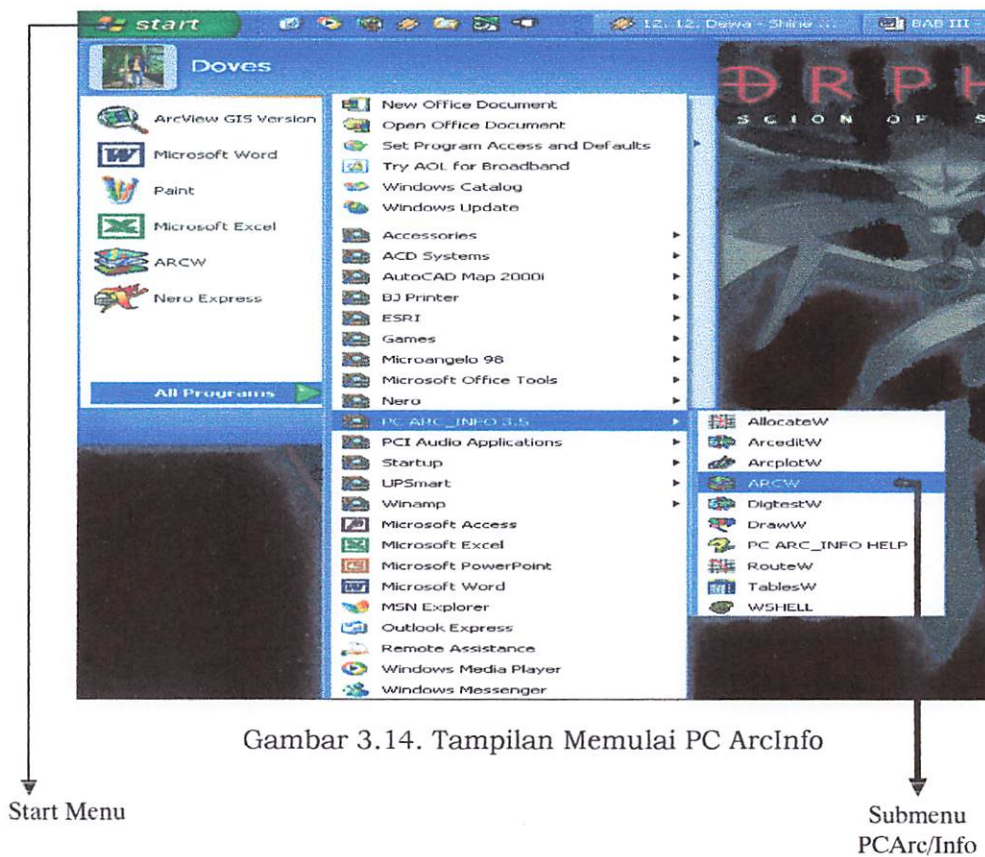 start
12. 12. Dewa - Shine ...
BAB III -
Doves
ArcView GIS Version
Microsoft Word
Paint
Microsoft Excel
ARCW
Nero Express
All Programs
New Office Document
Open Office Document
Set Program Access and Defaults
Try AOL for Broadband
Windows Catalog
Windows Update
Accessories
ACD Systems
AutoCAD Map 2000i
BJ Printer
ESRI
Games
Microangelo 98
Microsoft Office Tools
Nero
PC ARC_INFO 3.5
PCI Audio Applications
Startup
UPSmart
Winamp
Microsoft Access
Microsoft Excel
Microsoft PowerPoint
Microsoft Word
MSN Explorer
Outlook Express
Remote Assistance
Windows Media Player
Windows Messenger
AllocateW
ArceditW
ArcplotW
ARCW
DigtestW
DrawW
PC ARC_INFO HELP
RouteW
TablesW
WSHELL
ORPH
SCION OF S
Gambar 3.14. Tampilan Memulai PC ArcInfo
Start Menu
Submenu
PCArc/Info